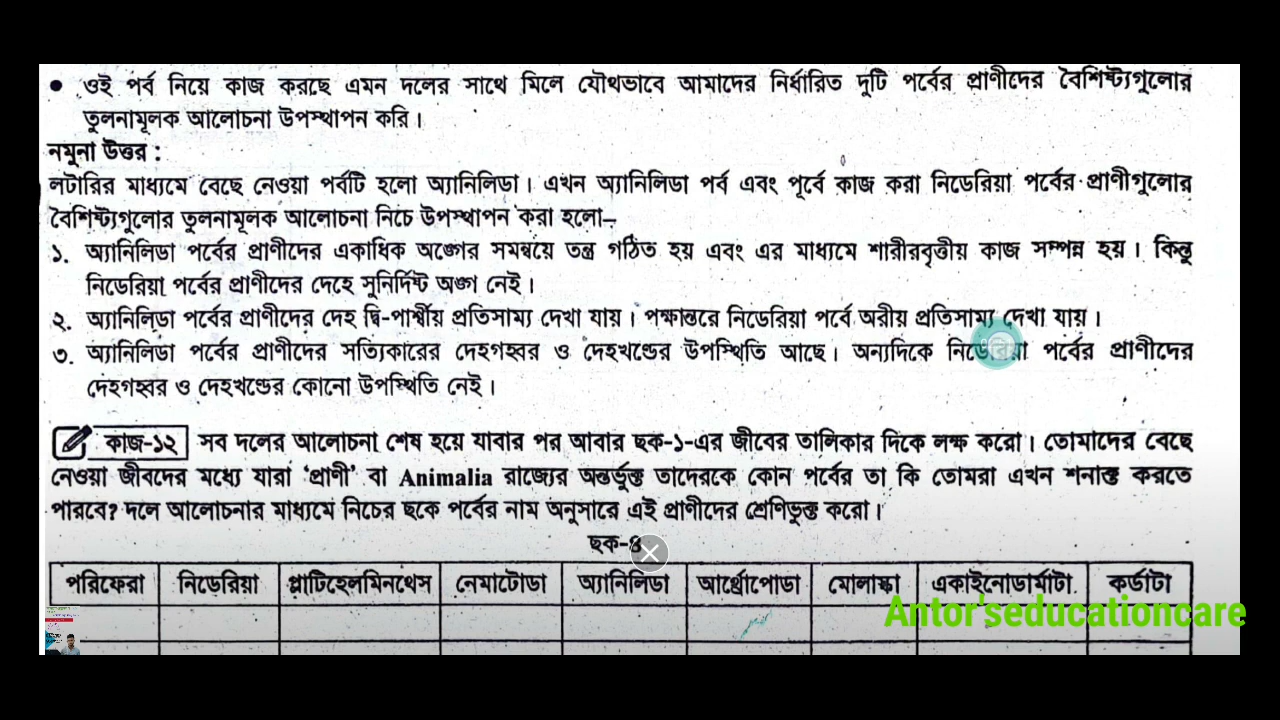 • ওই পর্ব নিয়ে কাজ করছে এমন দলের সাথে মিলে যৌথভাবে আমাদের নির্ধারিত দুটি পর্বের প্রাণীদের বৈশিষ্ট্যগুলোর
তুলনামূলক আলোচনা উপস্থাপন করি।
নমুনা উত্তর :
লটারির মাধ্যমে বেছে নেওয়া পর্বটি হলো অ্যানিলিডা। এখন অ্যানিলিডা পর্ব এবং পূর্বে কাজ করা নিডেরিয়া পর্বের প্রাণীগুলোর
বৈশিষ্ট্যগুলোর তুলনামূলক আলোচনা নিচে উপস্থাপন করা হলো–
১. অ্যানিলিডা পর্বের প্রাণীদের একাধিক অঙ্গের সমন্বয়ে তন্ত্র গঠিত হয় এবং এর মাধ্যমে শারীরবৃত্তীয় কাজ সম্পন্ন হয়। কিন্তু
নিডেরিয়া পর্বের প্রাণীদের দেহে সুনির্দিষ্ট অঙ্গ নেই।
২. অ্যানিলিডা পর্বের প্রাণীদের দেহ দ্বি-পার্শ্বীয় প্রতিসাম্য দেখা যায়। পক্ষান্তরে নিডেরিয়া পর্বে অরীয় প্রতিসাম্য দেখা যায়।
৩. অ্যানিলিডা পর্বের প্রাণীদের সত্যিকারের দেহগহ্বর ও দেহখণ্ডের উপস্থিতি আছে। অন্যদিকে নিডেরিয়া পর্বের প্রাণীদের
দেহগহ্বর ও দেহখণ্ডের কোনো উপস্থিতি নেই।
কাজ-১২ সব দলের আলোচনা শেষ হয়ে যাবার পর আবার ছক-১-এর জীবের তালিকার দিকে লক্ষ করো। তোমাদের বেছে
নেওয়া জীবদের মধ্যে যারা 'প্রাণী' বা Animalia রাজ্যের অন্তর্ভুক্ত তাদেরকে কোন পর্বের তা কি তোমরা এখন শনাক্ত করতে
পারবে? দলে আলোচনার মাধ্যমে নিচের ছকে পর্বের নাম অনুসারে এই প্রাণীদের শ্রেণিভুক্ত করো।
ছক-৪
পরিফেরা নিডেরিয়া প্লাটিহেলমিনথেস নেমাটোডা অ্যানিলিডা আর্থ্রোপোডা মোলাস্কা একাইনোডার্মাটা কর্ডাটা
Antor'seducationcare